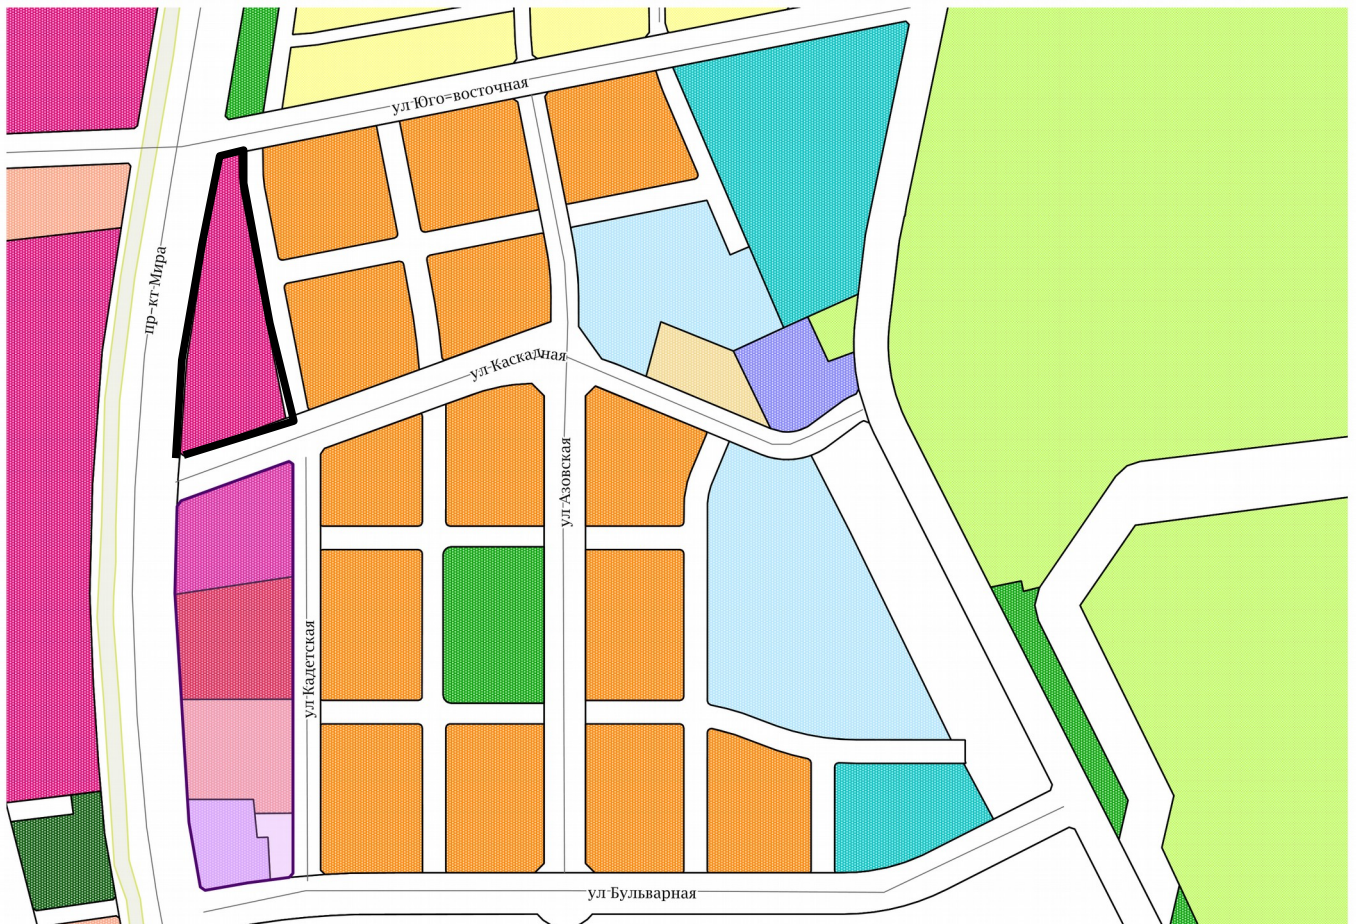 ул Юго=восточная
пр-кт Мира
ул Каскадная
ул Азовская
ул Кадетская
ул Бульварная